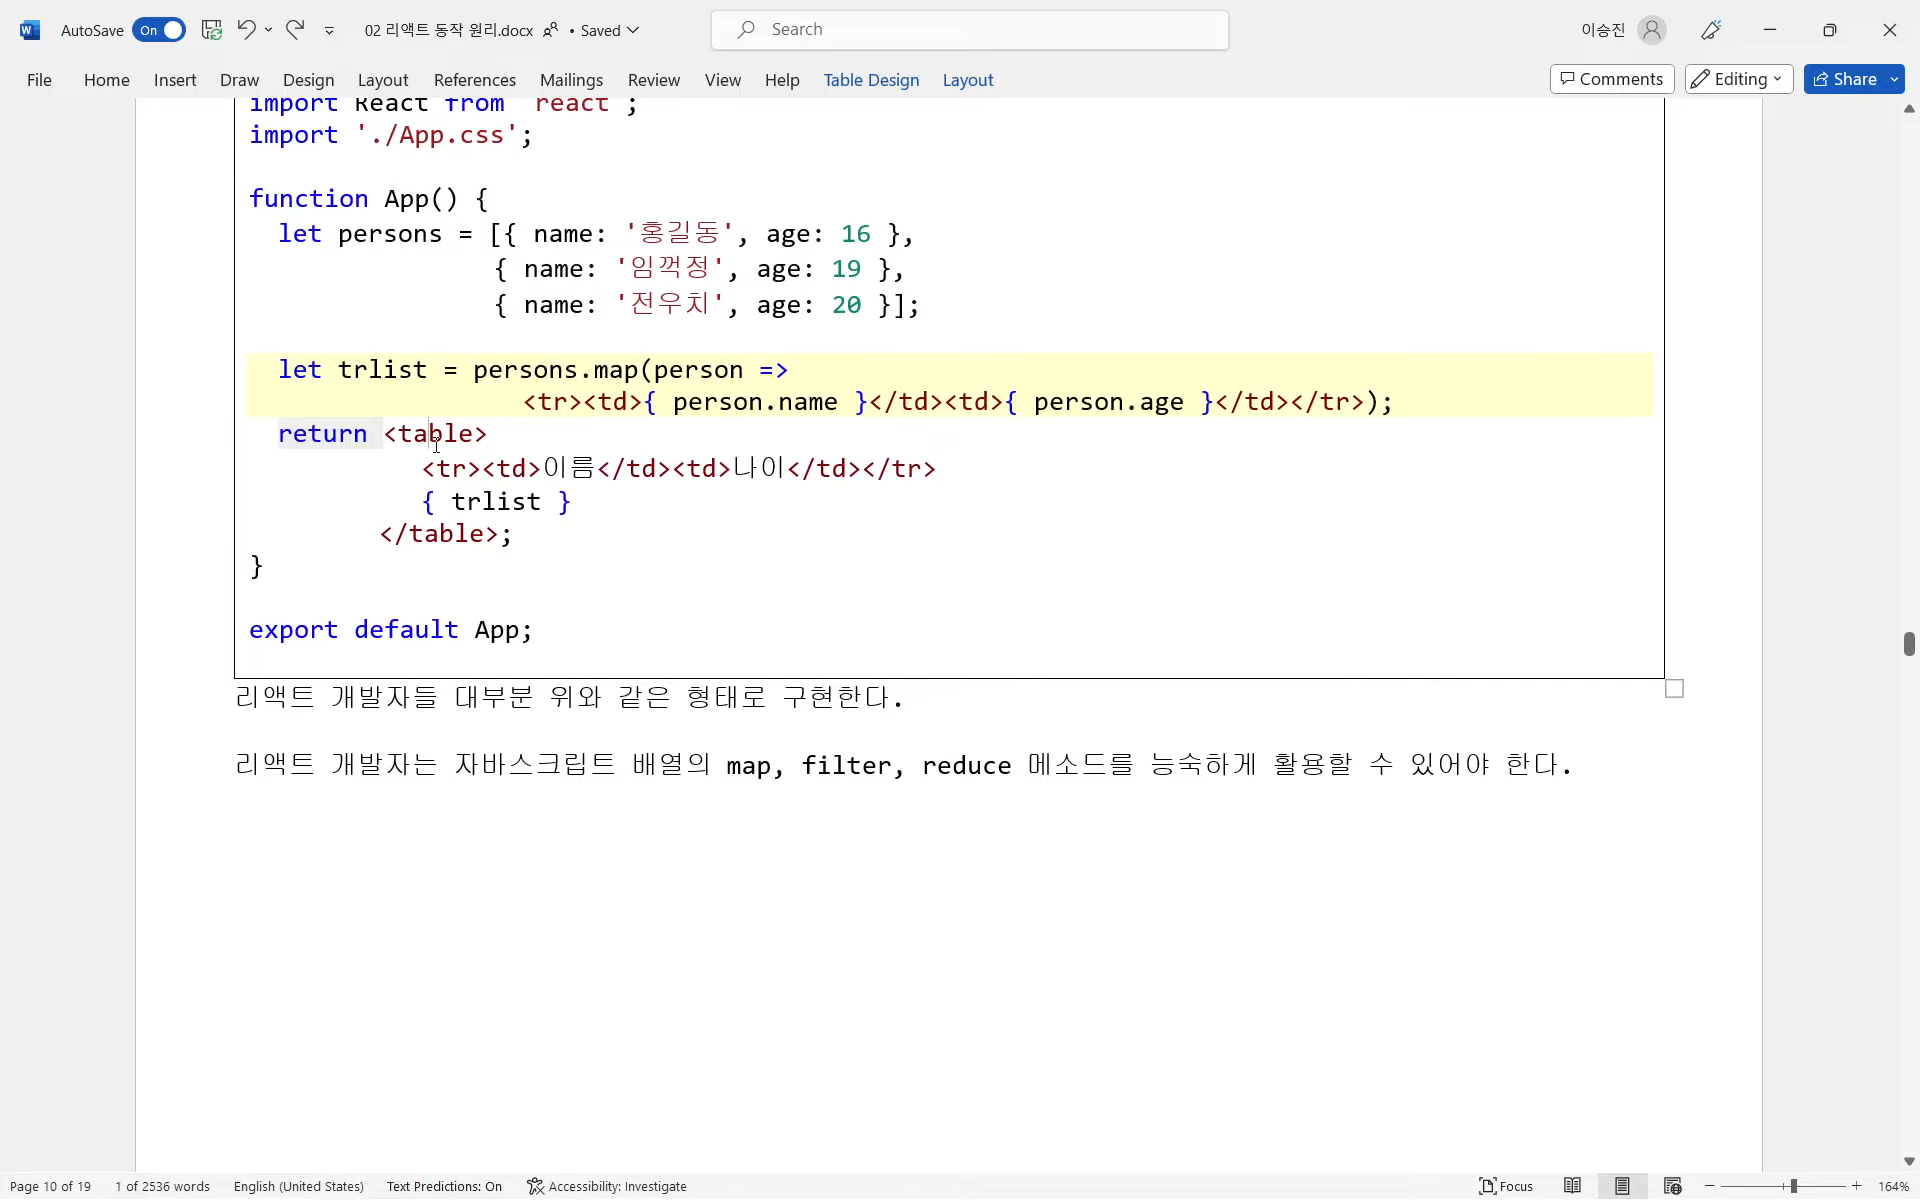 AutoSave On 02 리액트 동작 원리.docx • Saved Search 이승진
File Home Insert Draw Design Layout References Mailings Review View Help Table Design Layout Comments Editing Share
import React from 'react';
import './App.css';
function App() {
let persons = [{ name: '홍길동', age: 16 },
{ name: '임꺽정', age: 19 },
{ name: '전우치', age: 20 }];
let trlist = persons.map(person =>
<tr><td>{ person.name }</td><td>{ person.age }</td></tr>);
return <table>
<tr><td>이름</td><td>나이</td></tr>
{ trlist }
</table>;
}
export default App;
리액트 개발자들 대부분 위와 같은 형태로 구현한다.
리액트 개발자는 자바스크립트 배열의 map, filter, reduce 메소드를 능숙하게 활용할 수 있어야 한다.
Page 10 of 19 1 of 2536 words English (United States) Text Predictions: On Accessibility: Investigate Focus 164%